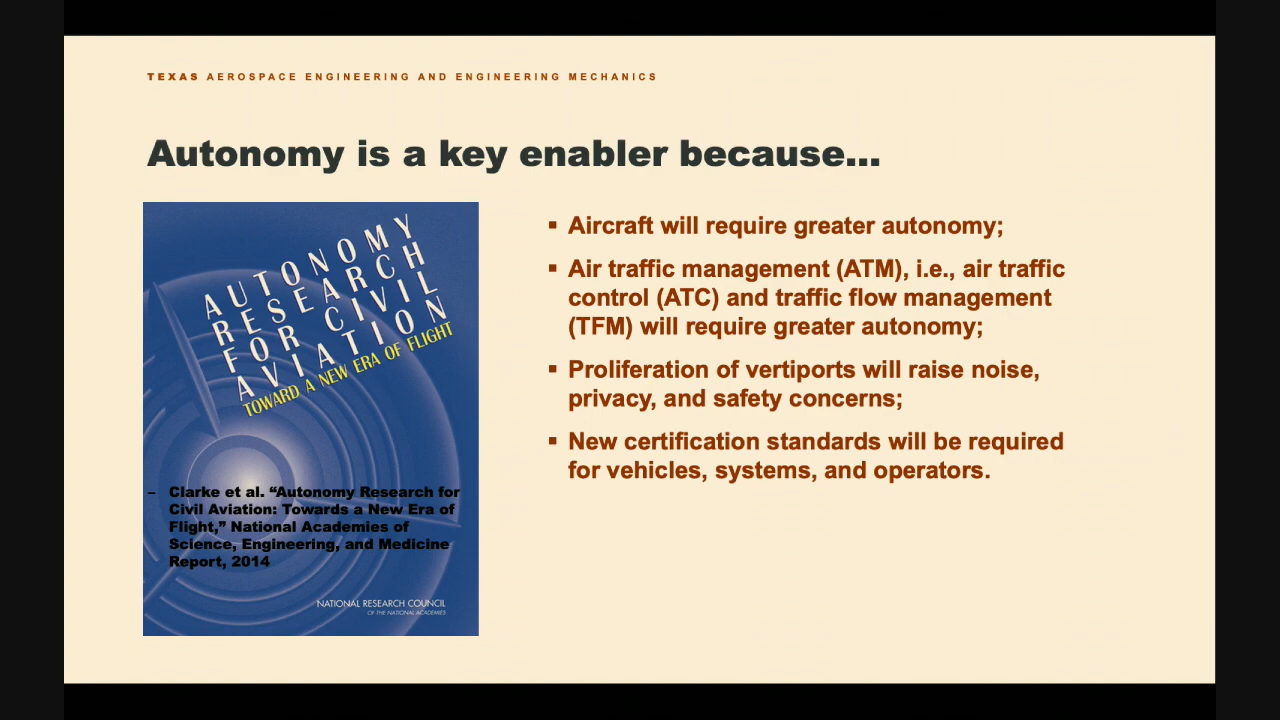 TEXAS AEROSPACE ENGINEERING AND ENGINEERING MECHANICS
Autonomy is a key enabler because...
AUTONOMY
RESEARCH
FOR CIVIL
AVIATION
TOWARD A NEW ERA OF FLIGHT
– Clarke et al. “Autonomy Research for
Civil Aviation: Towards a New Era of
Flight,” National Academies of
Science, Engineering, and Medicine
Report, 2014
NATIONAL RESEARCH COUNCIL
OF THE NATIONAL ACADEMIES
▪ Aircraft will require greater autonomy;
▪ Air traffic management (ATM), i.e., air traffic
control (ATC) and traffic flow management
(TFM) will require greater autonomy;
▪ Proliferation of vertiports will raise noise,
privacy, and safety concerns;
▪ New certification standards will be required
for vehicles, systems, and operators.